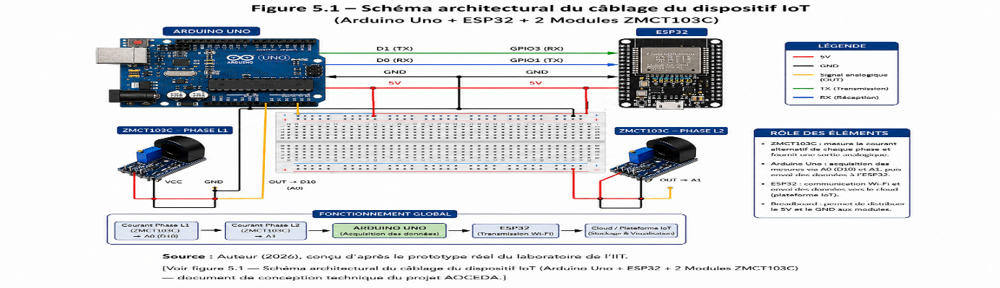 Figure 5.1 – Schéma architectural du câblage du dispositif IoT
(Arduino Uno + ESP32 + 2 Modules ZMCT103C)
ARDUINO UNO
ESP32
D1 (TX)
GPIO3 (RX)
D0 (RX)
GPIO1 (TX)
GND
GND
5V
5V
UNO
ARDUINO
LÉGENDE
5V
GND
Signal analogique
(OUT)
TX (Transmission)
RX (Réception)
ZMCT103C – PHASE L1
ZMCT103C – PHASE L2
VCC
GND
OUT → D10
(A0)
OUT → A1
RÔLE DES ÉLÉMENTS
• ZMCT103C : mesure le courant
alternatif de chaque phase et
fournit une sortie analogique.
• Arduino Uno : acquisition des
mesures via A0 (D10) et A1, puis
envoi des données à l'ESP32.
• ESP32 : communication Wi-Fi et
envoi des données vers le cloud
(plateforme IoT).
• Breadboard : permet de distribuer
le 5V et le GND aux modules.
FONCTIONNEMENT GLOBAL
Courant Phase L1
(ZMCT103C)
→ A0 (D10)
Courant Phase L2
(ZMCT103C)
→ A1
ARDUINO UNO
(Acquisition des données)
ESP32
(Transmission Wi-Fi)
Cloud / Plateforme IoT
(Stockage & Visualisation)
Source : Auteur (2026), conçu d'après le prototype réel du laboratoire de l'IIT.
[Voir figure 5.1 — Schéma architectural du câblage du dispositif IoT (Arduino Uno + ESP32 + 2 Modules ZMCT103C)
— document de conception technique du projet AOCEDA.]